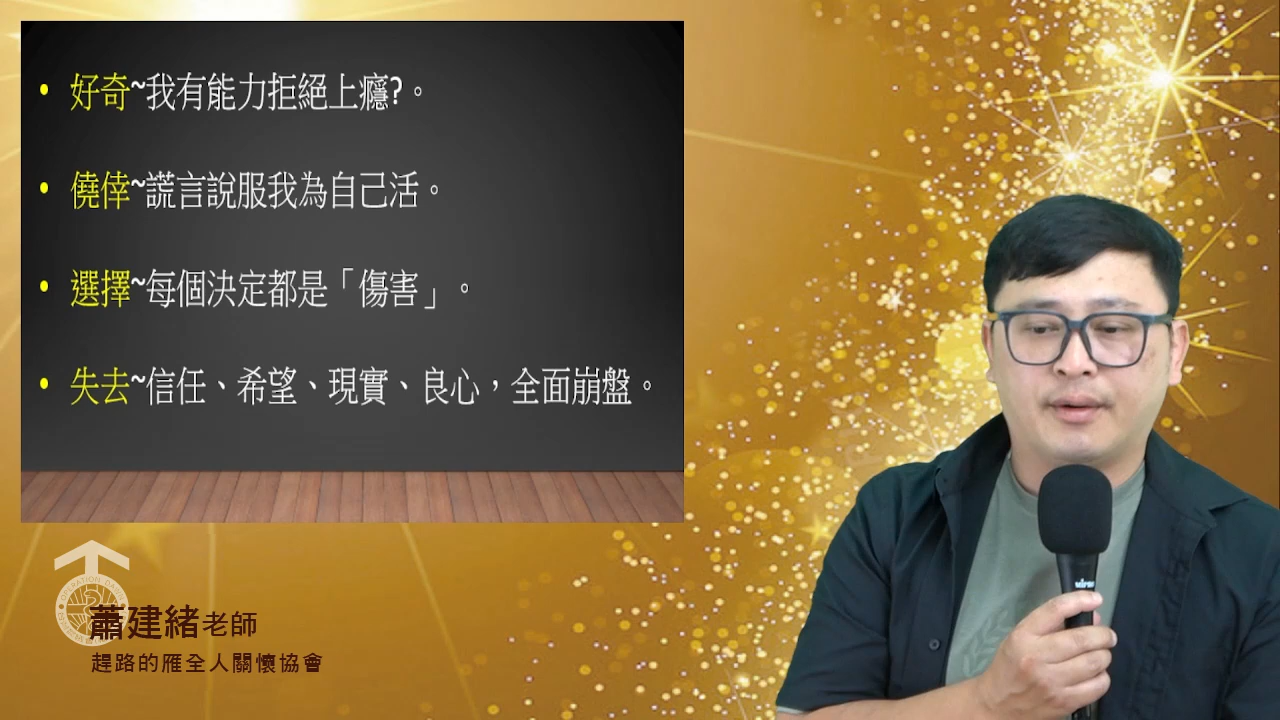 • 好奇~我有能力拒絕上癮?。
• 僥倖~謊言說服我為自己活。
• 選擇~每個決定都是「傷害」。
• 失去~信任、希望、現實、良心，全面崩盤。
蕭建緒老師
趕路的雁全人關懷協會